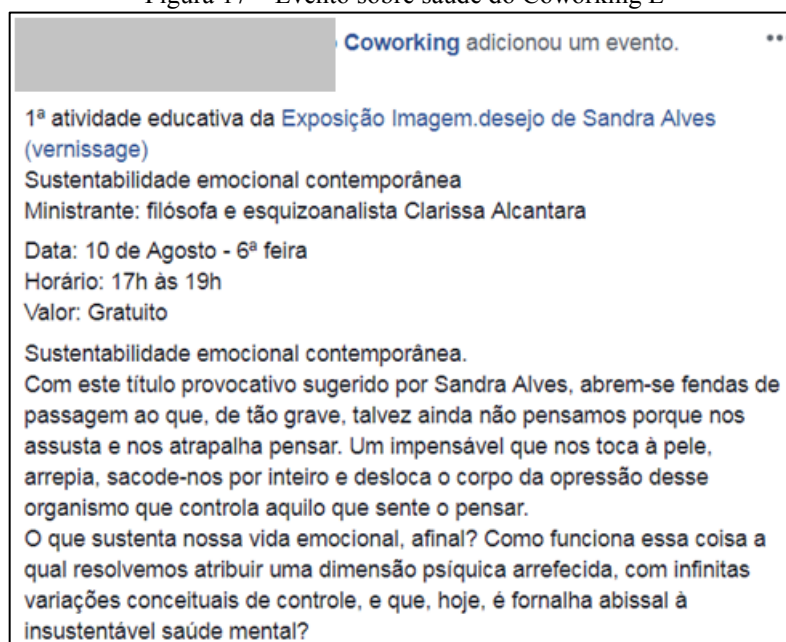 Figura 17 – Evento sobre saúde do Coworking E
Coworking adicionou um evento.
1ª atividade educativa da Exposição Imagem.desejo de Sandra Alves
(vernissage)
Sustentabilidade emocional contemporânea
Ministrante: filósofa e esquizoanalista Clarissa Alcantara
Data: 10 de Agosto - 6ª feira
Horário: 17h às 19h
Valor: Gratuito
Sustentabilidade emocional contemporânea.
Com este título provocativo sugerido por Sandra Alves, abrem-se fendas de
passagem ao que, de tão grave, talvez ainda não pensamos porque nos
assusta e nos atrapalha pensar. Um impensável que nos toca à pele,
arrepia, sacode-nos por inteiro e desloca o corpo da opressão desse
organismo que controla aquilo que sente o pensar.
O que sustenta nossa vida emocional, afinal? Como funciona essa coisa a
qual resolvemos atribuir uma dimensão psíquica arrefecida, com infinitas
variações conceituais de controle, e que, hoje, é fornalha abissal à
insustentável saúde mental?